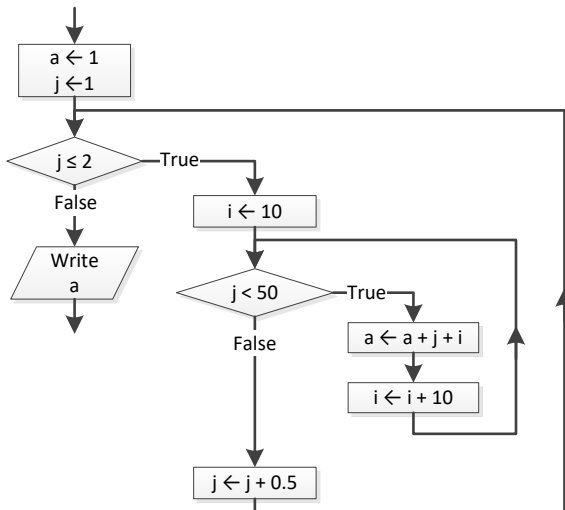 a ← 1
j ←1
j ≤ 2
True
False
i ← 10
Write
a
j < 50
True
False
a ← a + j + i
i ← i + 10
j ← j + 0.5